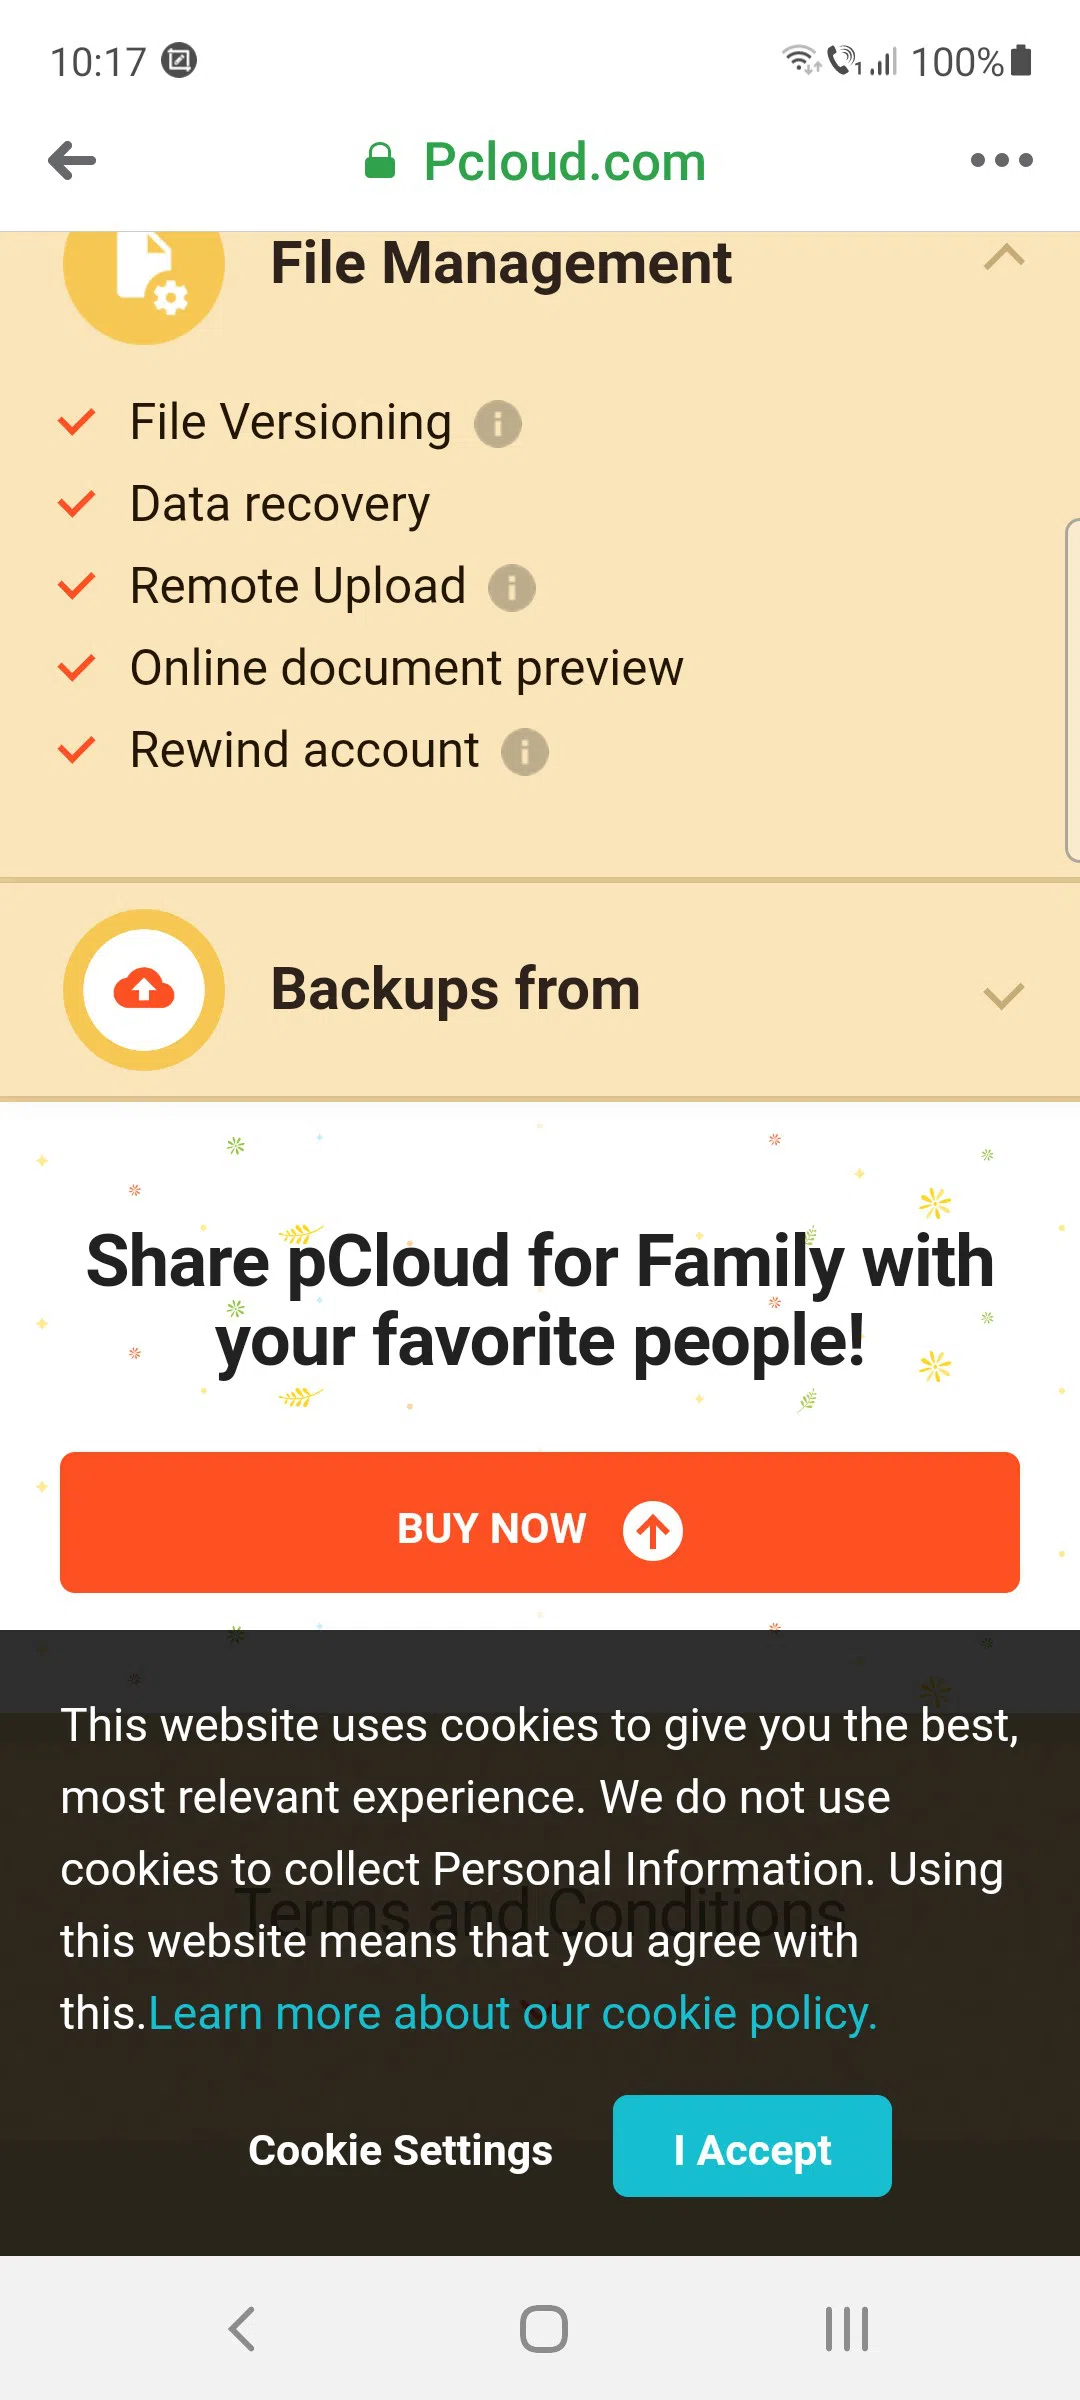 10:17
1 100%
Pcloud.com
File Management
File Versioning
Data recovery
Remote Upload
Online document preview
Rewind account
Backups from
Share pCloud for Family with
your favorite people!
BUY NOW
This website uses cookies to give you the best,
most relevant experience. We do not use
cookies to collect Personal Information. Using
Terms and Conditions
this website means that you agree with
this.Learn more about our cookie policy.
Cookie Settings
I Accept